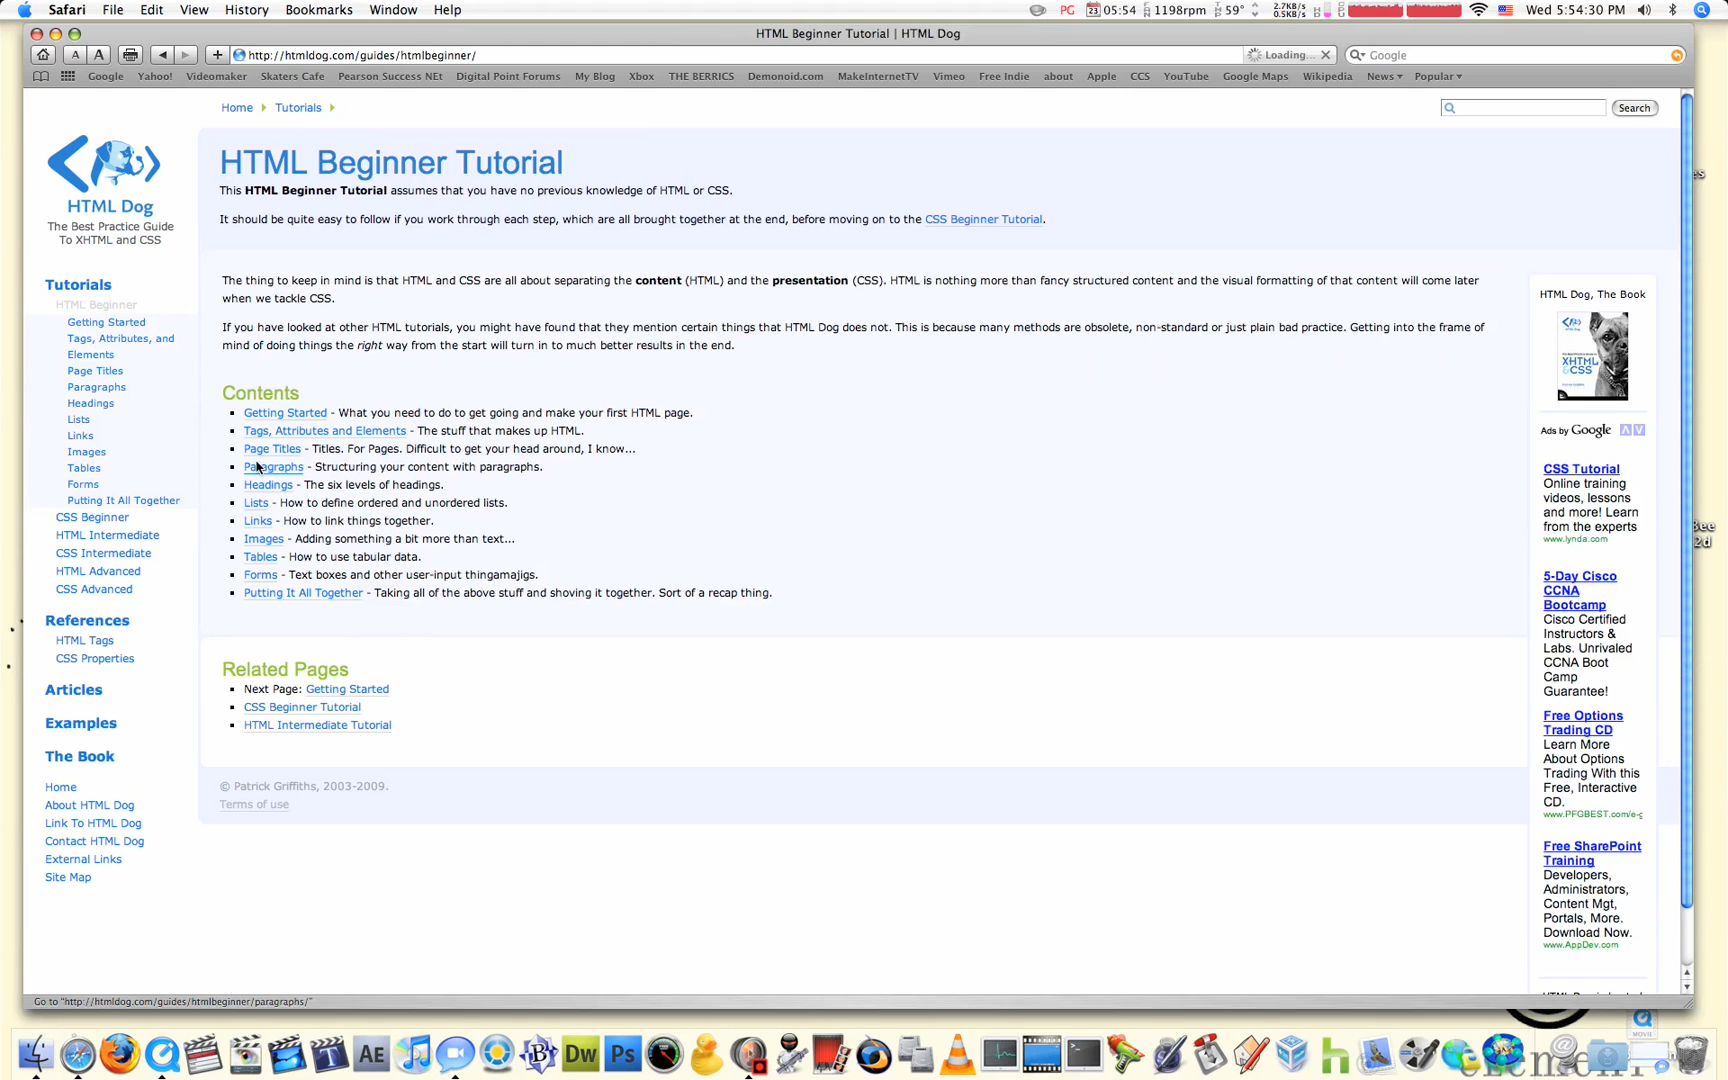 Safari File Edit View History Bookmarks Window Help PG 23 05:54 1198rpm 59° 2.7KB/s 0.5KB/s Wed 5:54:30 PM
HTML Beginner Tutorial | HTML Dog
A A http://htmldog.com/guides/htmlbeginner/ Loading... Google
Google Yahoo! Videomaker Skaters Cafe Pearson Success NEt Digital Point Forums My Blog Xbox THE BERRICS Demonoid.com MakeInternetTV Vimeo Free Indie about Apple CCS YouTube Google Maps Wikipedia News Popular
Home Tutorials
Search
HTML Dog
The Best Practice Guide
To XHTML and CSS
Tutorials
HTML Beginner
Getting Started
Tags, Attributes, and
Elements
Page Titles
Paragraphs
Headings
Lists
Links
Images
Tables
Forms
Putting It All Together
CSS Beginner
HTML Intermediate
CSS Intermediate
HTML Advanced
CSS Advanced
References
HTML Tags
CSS Properties
Articles
Examples
The Book
Home
About HTML Dog
Link To HTML Dog
Contact HTML Dog
External Links
Site Map
HTML Beginner Tutorial
This HTML Beginner Tutorial assumes that you have no previous knowledge of HTML or CSS.
It should be quite easy to follow if you work through each step, which are all brought together at the end, before moving on to the CSS Beginner Tutorial.
The thing to keep in mind is that HTML and CSS are all about separating the content (HTML) and the presentation (CSS). HTML is nothing more than fancy structured content and the visual formatting of that content will come later
when we tackle CSS.
If you have looked at other HTML tutorials, you might have found that they mention certain things that HTML Dog does not. This is because many methods are obsolete, non-standard or just plain bad practice. Getting into the frame of
mind of doing things the right way from the start will turn in to much better results in the end.
Contents
Getting Started - What you need to do to get going and make your first HTML page.
Tags, Attributes and Elements - The stuff that makes up HTML.
Page Titles - Titles. For Pages. Difficult to get your head around, I know...
Paragraphs - Structuring your content with paragraphs.
Headings - The six levels of headings.
Lists - How to define ordered and unordered lists.
Links - How to link things together.
Images - Adding something a bit more than text...
Tables - How to use tabular data.
Forms - Text boxes and other user-input thingamajigs.
Putting It All Together - Taking all of the above stuff and shoving it together. Sort of a recap thing.
Related Pages
Next Page: Getting Started
CSS Beginner Tutorial
HTML Intermediate Tutorial
© Patrick Griffiths, 2003-2009.
Terms of use
HTML Dog, The Book
XHTML
&CSS
Ads by Google
CSS Tutorial
Online training
videos, lessons
and more! Learn
from the experts
www.lynda.com
5-Day Cisco
CCNA
Bootcamp
Cisco Certified
Instructors &
Labs. Unrivaled
CCNA Boot
Camp
Guarantee!
Free Options
Trading CD
Learn More
About Options
Trading With this
Free, Interactive
CD.
www.PFGBEST.com/e-g
Free SharePoint
Training
Developers,
Administrators,
Content Mgt,
Portals, More.
Download Now.
www.AppDev.com
Go to "http://htmldog.com/guides/htmlbeginner/paragraphs/"
MOVIE
T AE B Dw Ps h